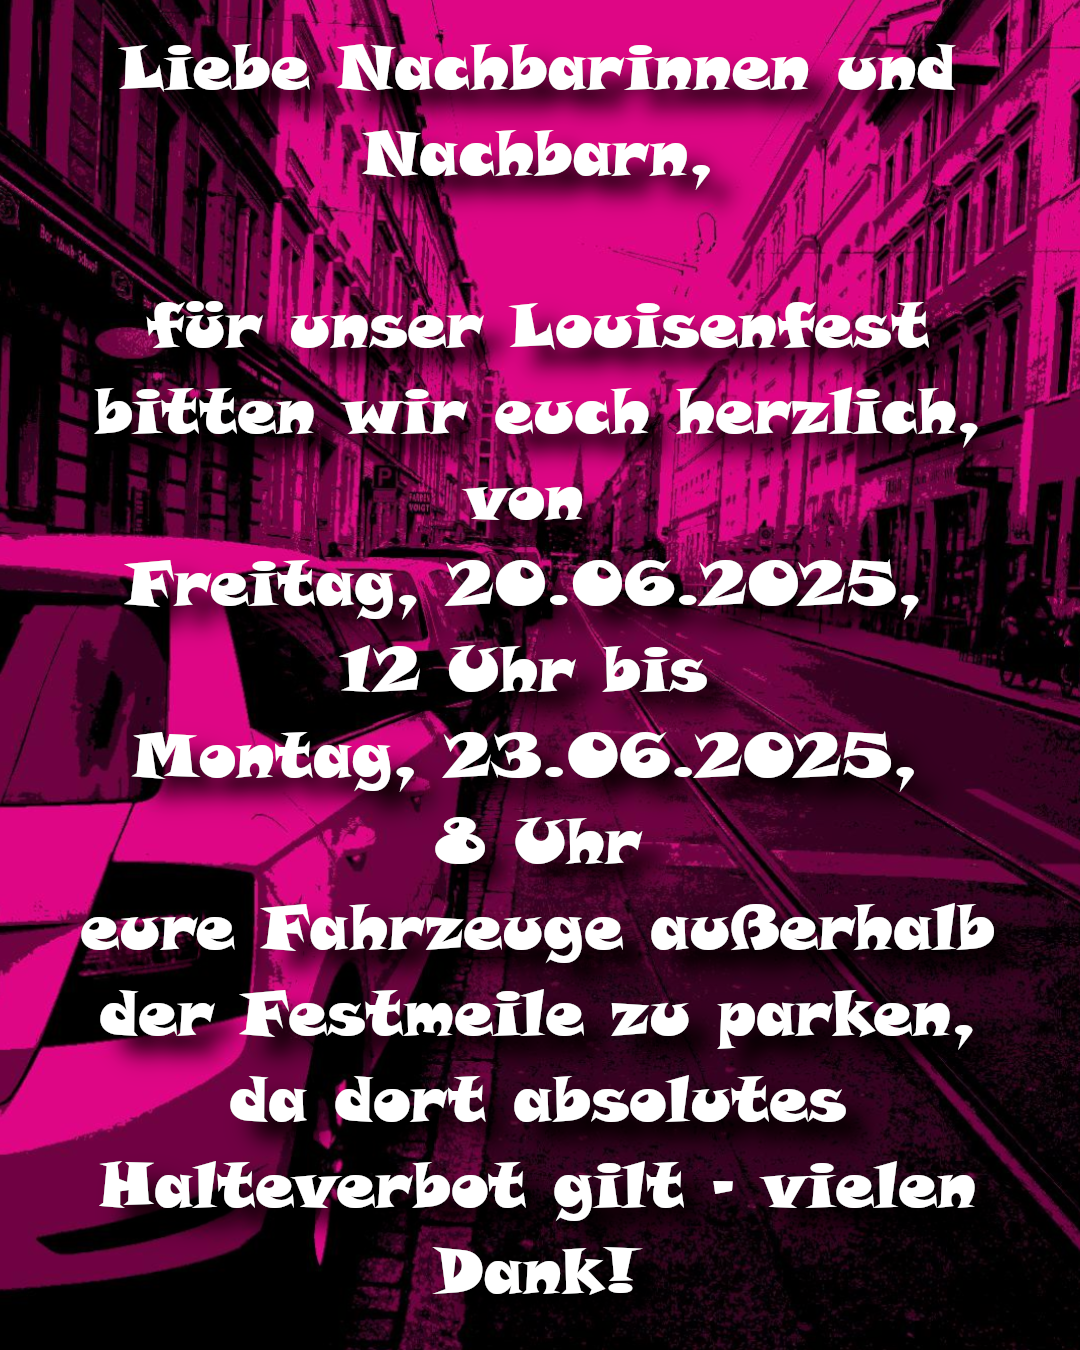 Liebe Nachbarinnen und
Nachbarn,
für unser Louisenfest
bitten wir euch herzlich,
von
Freitag, 20.06.2025,
12 Uhr bis
Montag, 23.06.2025,
8 Uhr
eure Fahrzeuge außerhalb
der Festmeile zu parken,
da dort absolutes
Halteverbot gilt - vielen
Dank!
P
VOIGT